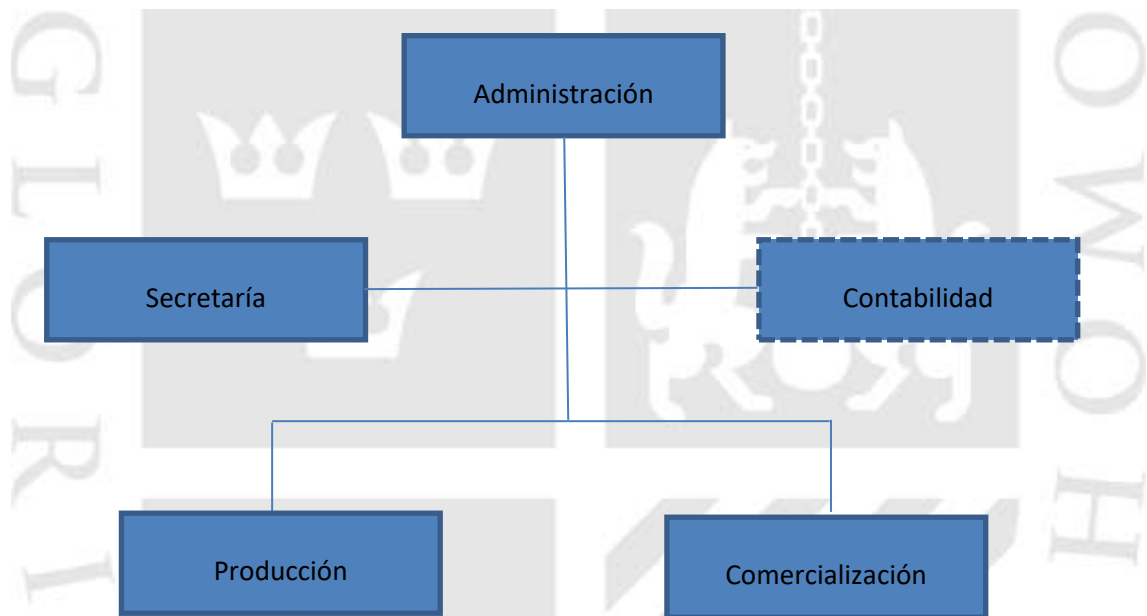 Administración
Secretaría
Contabilidad
Producción
Comercialización
G L O R I
O W O H